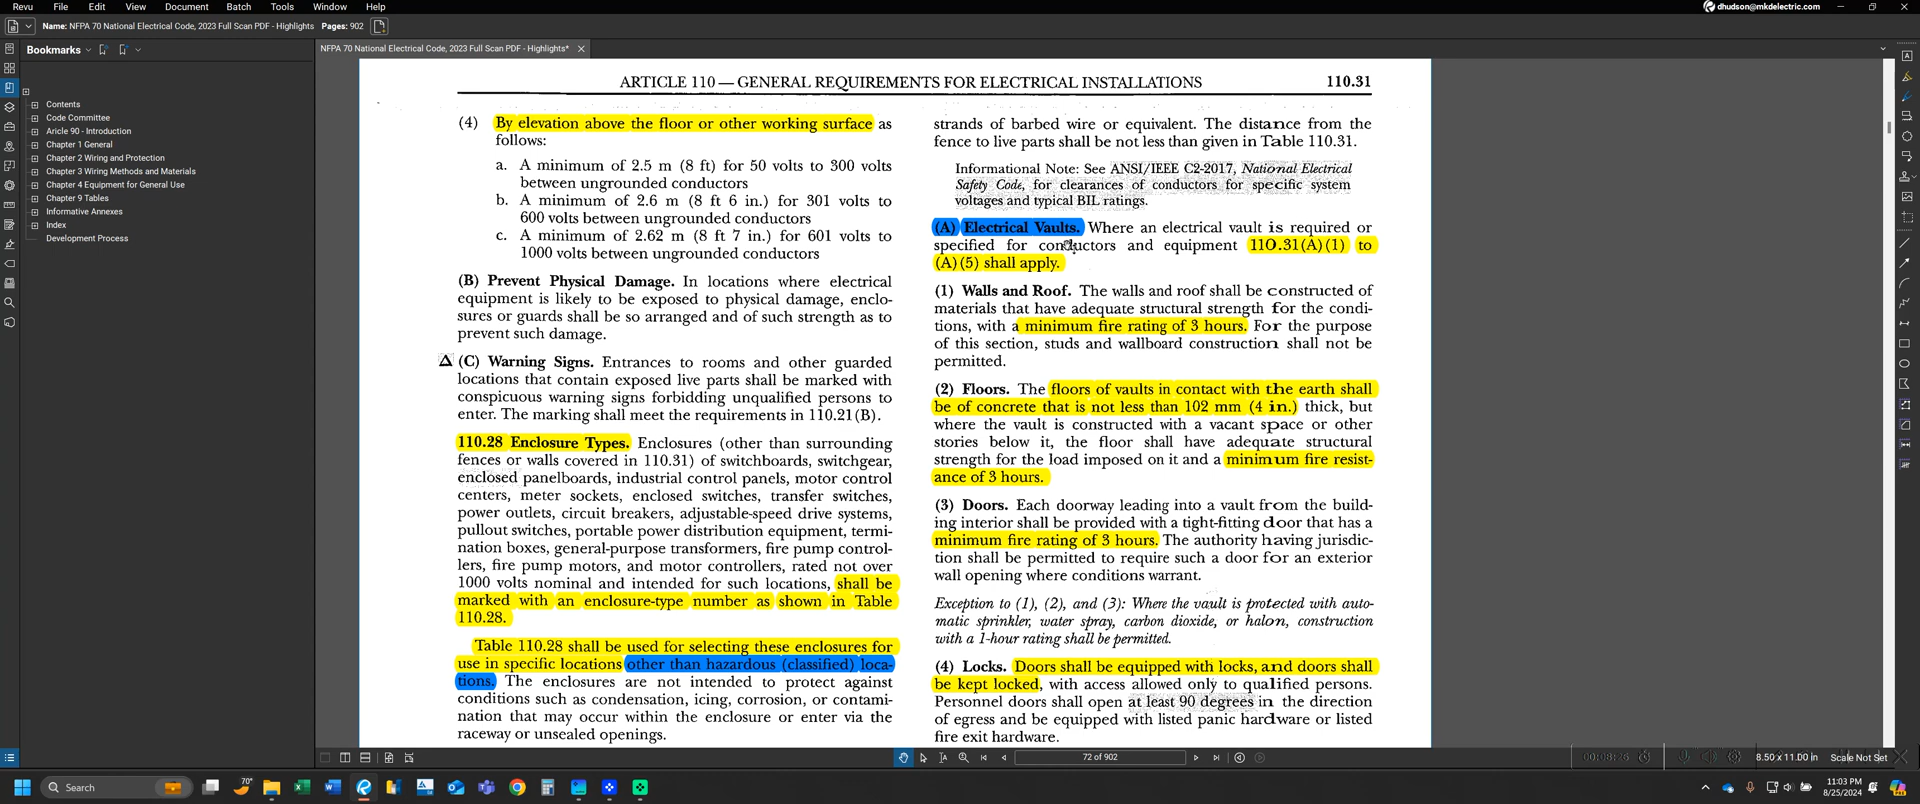 Revu File Edit View Document Batch Tools Window Help
dhudson@mkdelectric.com
Name: NFPA 70 National Electrical Code, 2023 Full Scan PDF - Highlights Pages: 902
Bookmarks
NFPA 70 National Electrical Code, 2023 Full Scan PDF - Highlights*
Contents
Code Committee
Aricle 90 - Introduction
Chapter 1 General
Chapter 2 Wiring and Protection
Chapter 3 Wiring Methods and Materials
Chapter 4 Equipment for General Use
Chapter 9 Tables
Informative Annexes
Index
Development Process
ARTICLE 110 — GENERAL REQUIREMENTS FOR ELECTRICAL INSTALLATIONS 110.31
(4) By elevation above the floor or other working surface as
follows:
a. A minimum of 2.5 m (8 ft) for 50 volts to 300 volts
between ungrounded conductors
b. A minimum of 2.6 m (8 ft 6 in.) for 301 volts to
600 volts between ungrounded conductors
c. A minimum of 2.62 m (8 ft 7 in.) for 601 volts to
1000 volts between ungrounded conductors
(B) Prevent Physical Damage. In locations where electrical
equipment is likely to be exposed to physical damage, enclo-
sures or guards shall be so arranged and of such strength as to
prevent such damage.
Δ (C) Warning Signs. Entrances to rooms and other guarded
locations that contain exposed live parts shall be marked with
conspicuous warning signs forbidding unqualified persons to
enter. The marking shall meet the requirements in 110.21(B).
110.28 Enclosure Types. Enclosures (other than surrounding
fences or walls covered in 110.31) of switchboards, switchgear,
enclosed panelboards, industrial control panels, motor control
centers, meter sockets, enclosed switches, transfer switches,
power outlets, circuit breakers, adjustable-speed drive systems,
pullout switches, portable power distribution equipment, termi-
nation boxes, general-purpose transformers, fire pump control-
lers, fire pump motors, and motor controllers, rated not over
1000 volts nominal and intended for such locations, shall be
marked with an enclosure-type number as shown in Table
110.28.
Table 110.28 shall be used for selecting these enclosures for
use in specific locations other than hazardous (classified) loca-
tions. The enclosures are not intended to protect against
conditions such as condensation, icing, corrosion, or contami-
nation that may occur within the enclosure or enter via the
raceway or unsealed openings.
strands of barbed wire or equivalent. The distance from the
fence to live parts shall be not less than given in Table 110.31.
Informational Note: See ANSI/IEEE C2-2017, National Electrical
Safety Code, for clearances of conductors for specific system
voltages and typical BIL ratings.
(A) Electrical Vaults. Where an electrical vault is required or
specified for conductors and equipment 110.31(A)(1) to
(A)(5) shall apply.
(1) Walls and Roof. The walls and roof shall be constructed of
materials that have adequate structural strength for the condi-
tions, with a minimum fire rating of 3 hours. For the purpose
of this section, studs and wallboard construction shall not be
permitted.
(2) Floors. The floors of vaults in contact with the earth shall
be of concrete that is not less than 102 mm (4 in.) thick, but
where the vault is constructed with a vacant space or other
stories below it, the floor shall have adequate structural
strength for the load imposed on it and a minimum fire resist-
ance of 3 hours.
(3) Doors. Each doorway leading into a vault from the build-
ing interior shall be provided with a tight-fitting door that has a
minimum fire rating of 3 hours. The authority having jurisdic-
tion shall be permitted to require such a door for an exterior
wall opening where conditions warrant.
Exception to (1), (2), and (3): Where the vault is protected with auto-
matic sprinkler, water spray, carbon dioxide, or halon, construction
with a 1-hour rating shall be permitted.
(4) Locks. Doors shall be equipped with locks, and doors shall
be kept locked, with access allowed only to qualified persons.
Personnel doors shall open at least 90 degrees in the direction
of egress and be equipped with listed panic hardware or listed
fire exit hardware.
72 of 902
8.50 x 11.00 in Scale Not Set
Search
70°
11:03 PM
8/25/2024